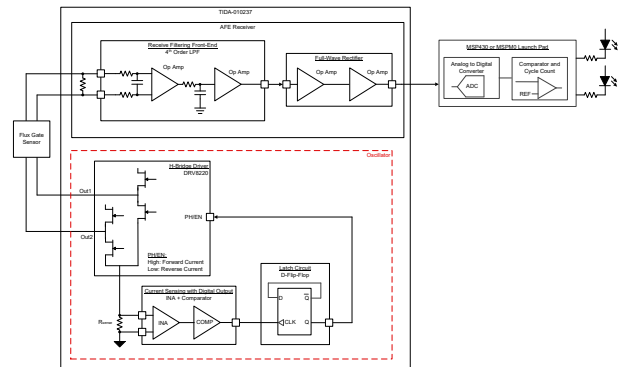 TIDA-010237
AFE Receiver
Receive Filtering Front-End
4th Order LPF
Op Amp
Op Amp
Full-Wave Rectifier
Op Amp
Op Amp
MSP430 or MSPM0 Launch Pad
Analog to Digital
Converter
ADC
Comparator and
Cycle Count
REF
Flux Gate
Sensor
Oscillator
H-Bridge Driver
DRV8220
Out1
Out2
PH/EN
PH/EN:
High: Forward Current
Low: Reverse Current
Current Sensing with Digital Output
INA + Comparator
Rsense
INA
COMP
Latch Circuit
D-Flip-Flop
D
Q
CLK
Q